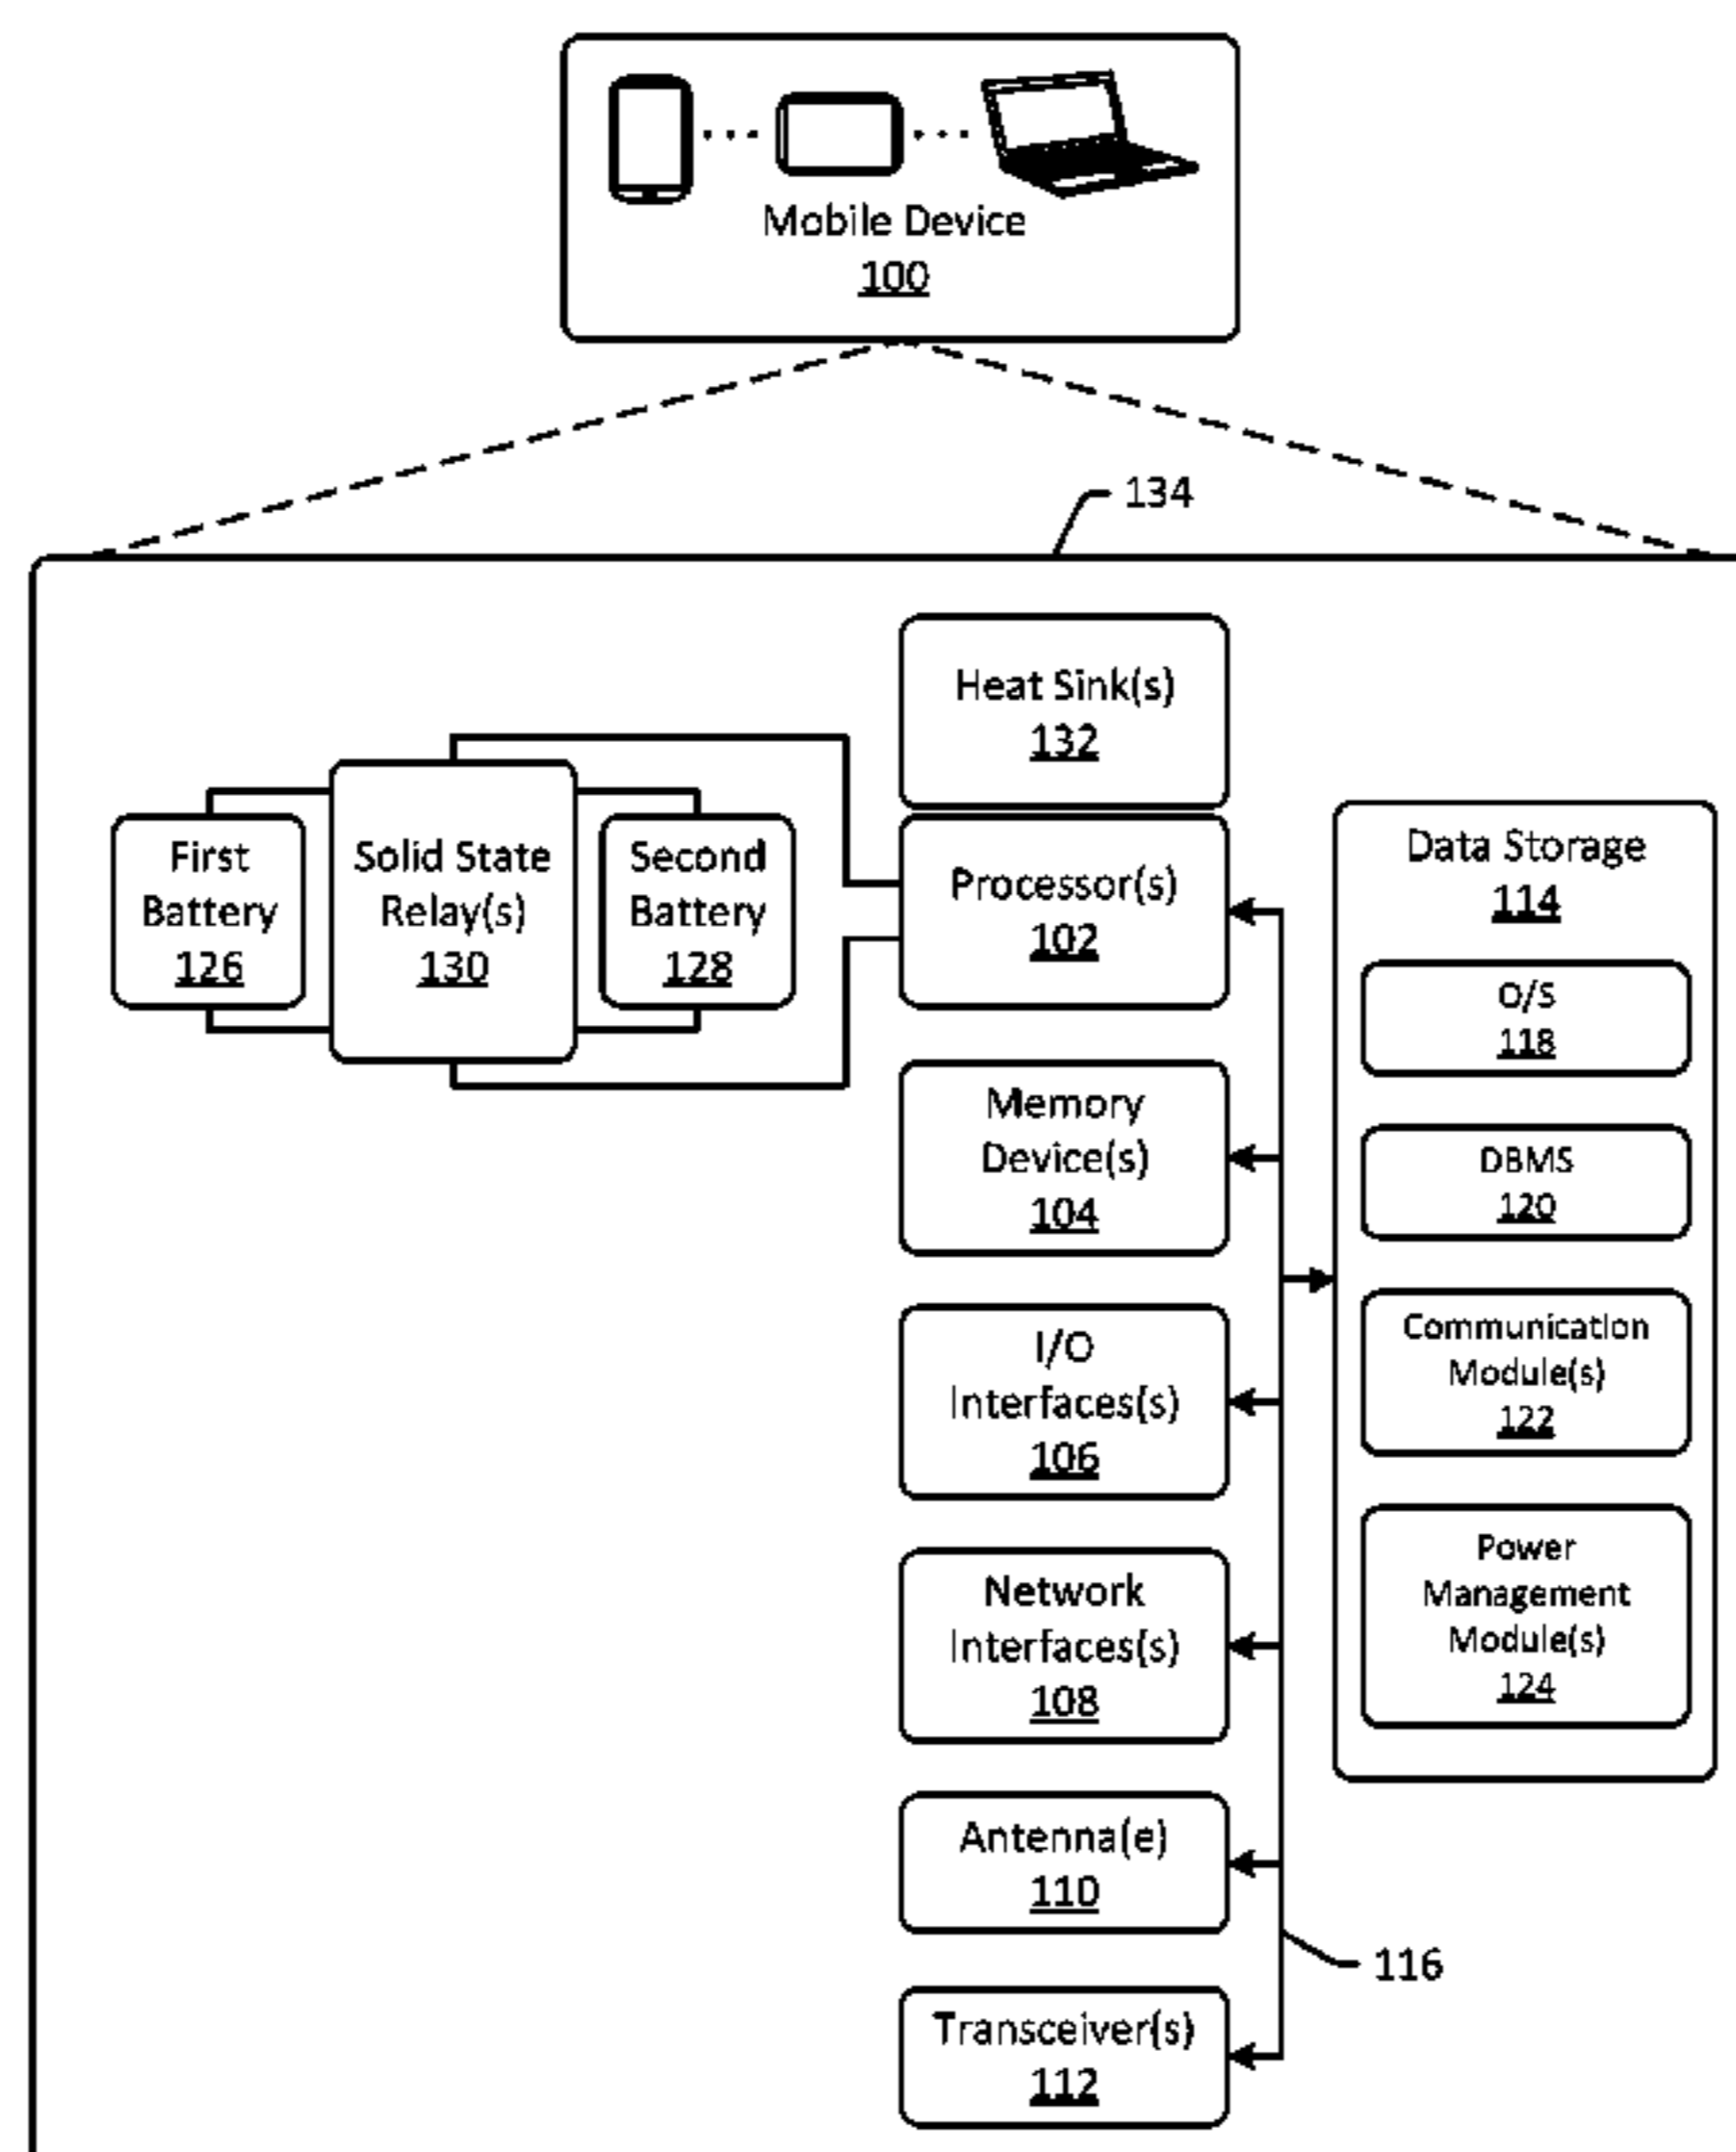 Mobile Device
100
134
Heat Sink(s)
132
First
Battery
126
Solid State
Relay(s)
130
Second
Battery
128
Processor(s)
102
Memory
Device(s)
104
I/O
Interfaces(s)
106
Network
Interfaces(s)
108
Antenna(e)
110
Transceiver(s)
112
116
Data Storage
114
O/S
118
DBMS
120
Communication
Module(s)
122
Power
Management
Module(s)
124